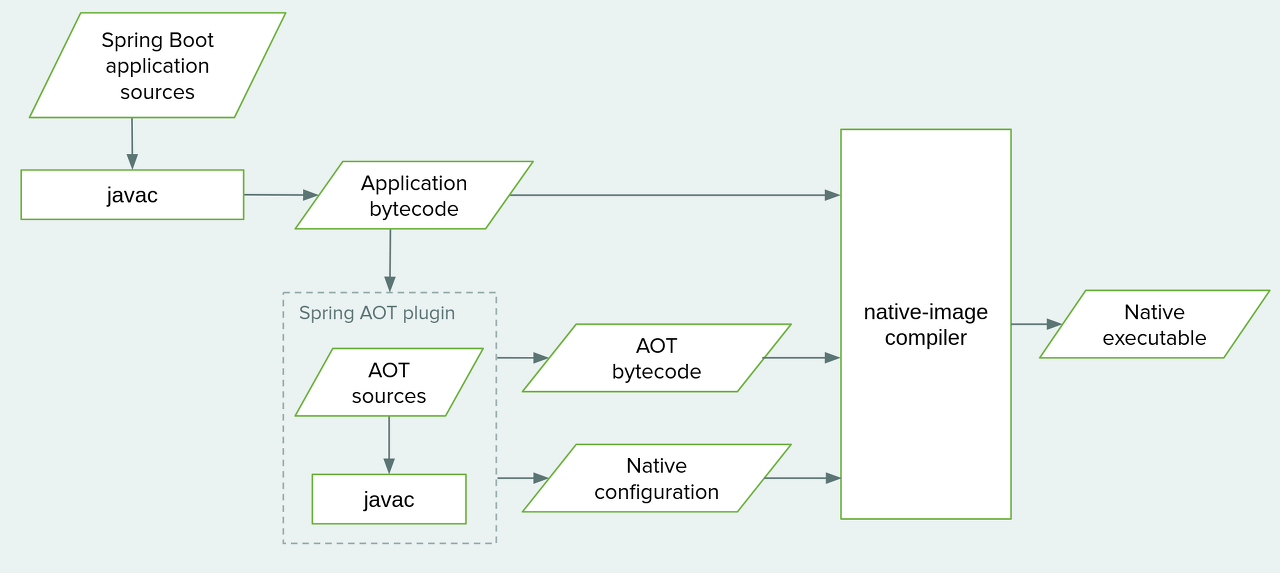 Spring Boot
application
sources
javac
Application
bytecode
Spring AOT plugin
AOT
sources
javac
AOT
bytecode
Native
configuration
native-image
compiler
Native
executable